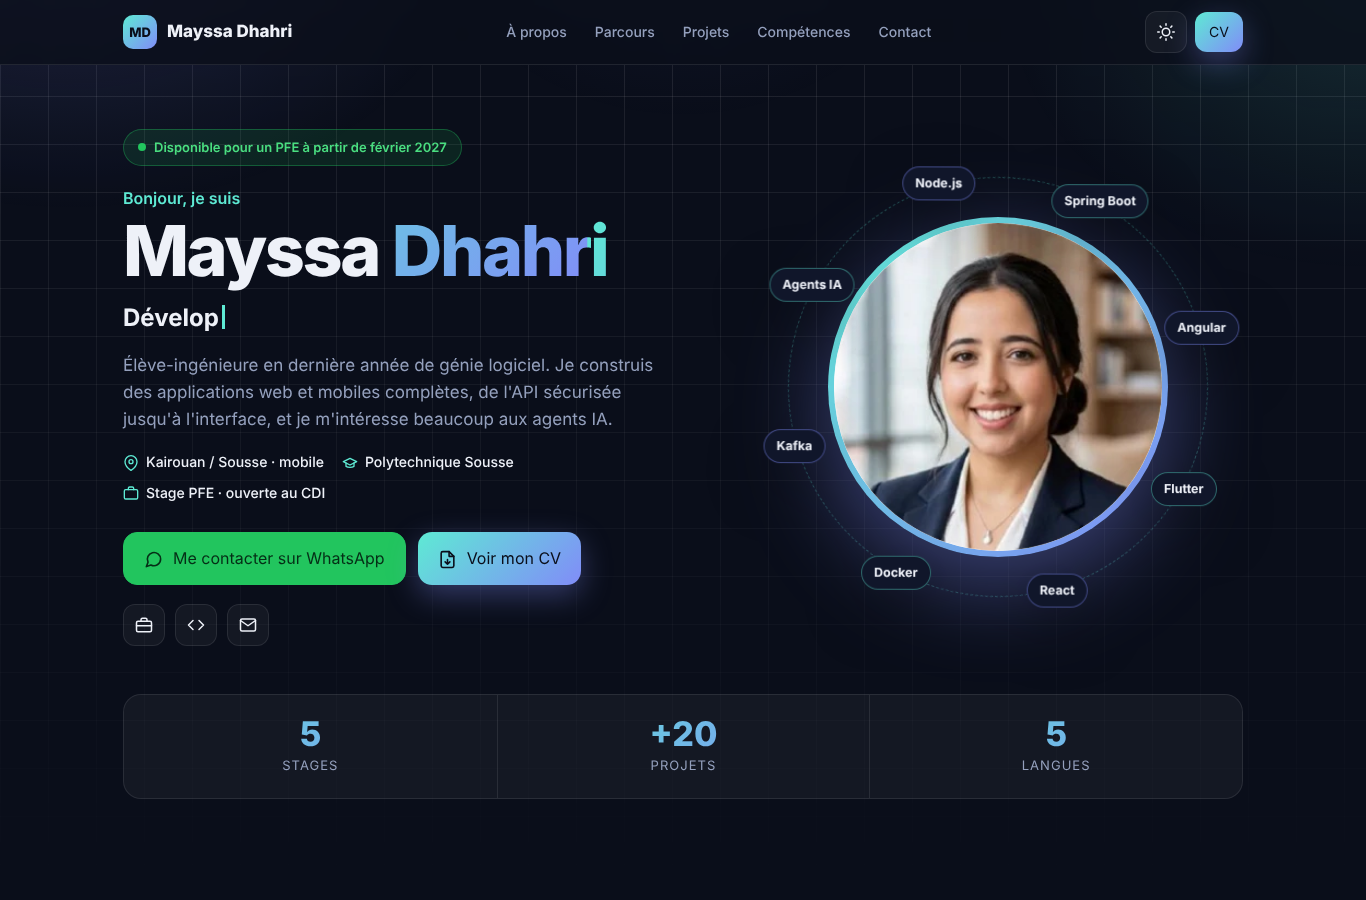 MD
Mayssa Dhahri
À propos
Parcours
Projets
Compétences
Contact
CV
Disponible pour un PFE à partir de février 2027
Bonjour, je suis
Mayssa Dhahri
Dévelop
Élève-ingénieure en dernière année de génie logiciel. Je construis
des applications web et mobiles complètes, de l'API sécurisée
jusqu'à l'interface, et je m'intéresse beaucoup aux agents IA.
Kairouan / Sousse · mobile
Polytechnique Sousse
Stage PFE · ouverte au CDI
Me contacter sur WhatsApp
Voir mon CV
Node.js
Spring Boot
Agents IA
Angular
Kafka
Flutter
Docker
React
5
STAGES
+20
PROJETS
5
LANGUES